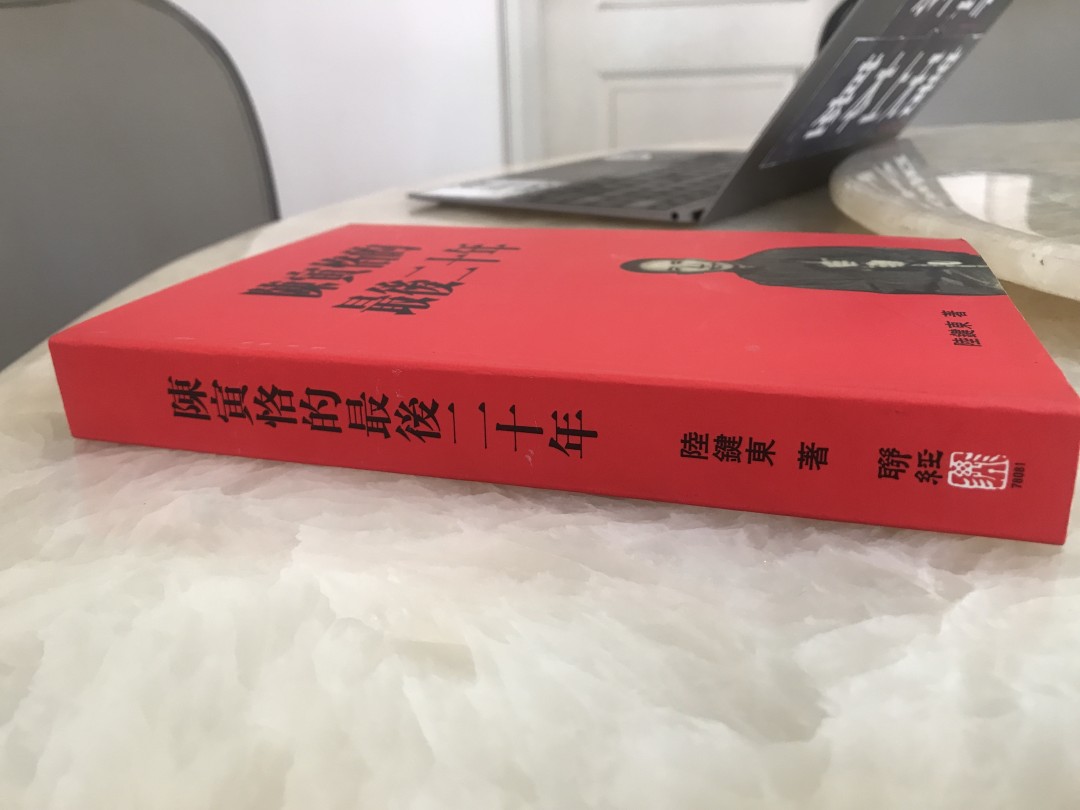 陳寅恪的
最後二十年
陸鍵東 著
陳寅恪的最後二十年
陸鍵東 著
聯經
78081